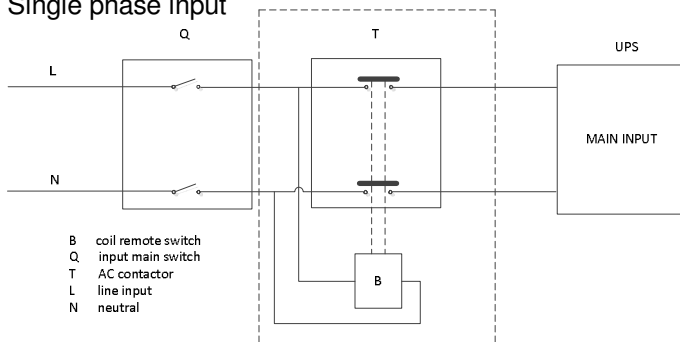 Single phase input
Q
T
UPS
L
MAIN INPUT
N
B coil remote switch
Q input main switch
T AC contactor
L line input
N neutral
B